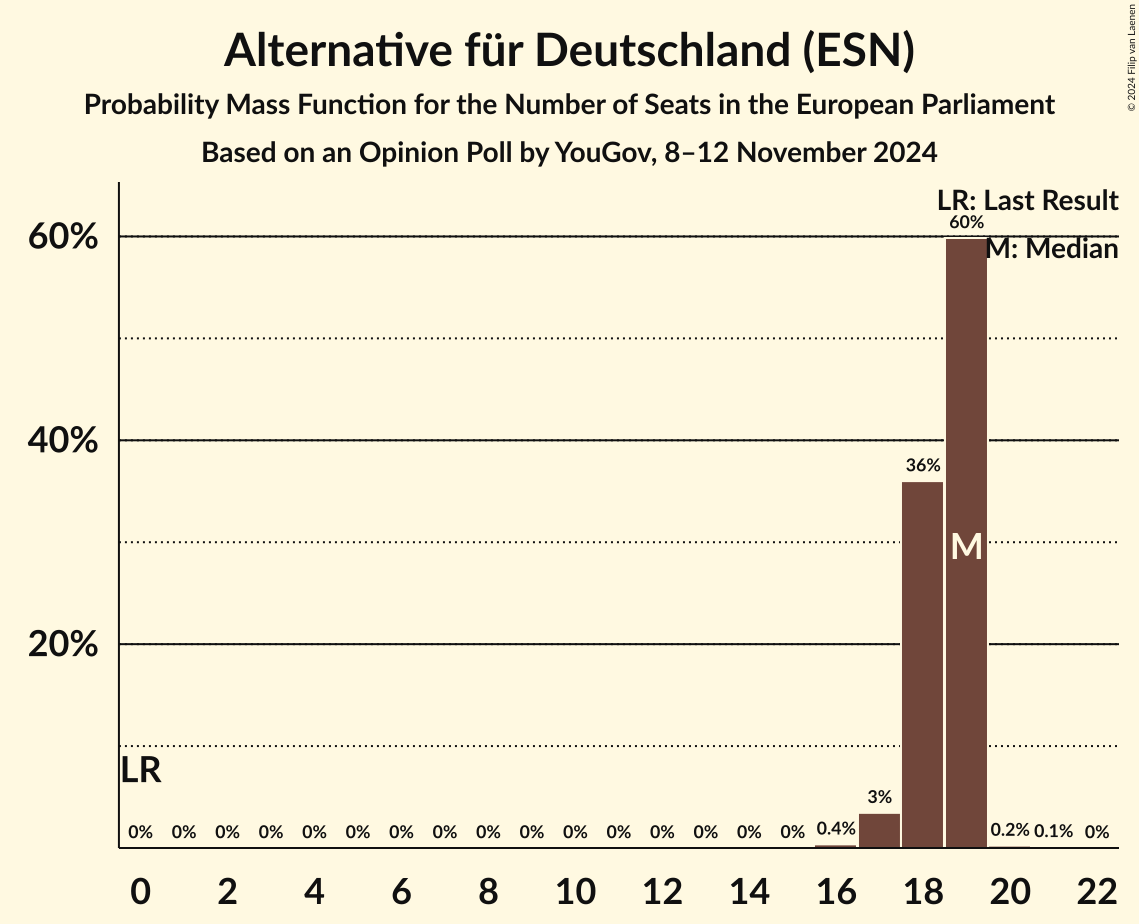 Alternative für Deutschland (ESN)
Probability Mass Function for the Number of Seats in the European Parliament
Based on an Opinion Poll by YouGov, 8–12 November 2024
© 2024 Filip van Laenen
LR: Last Result
M: Median
60%
40%
20%
60%
36%
M
LR
3%
0% 0% 0% 0% 0% 0% 0% 0% 0% 0% 0% 0% 0% 0% 0% 0% 0.4% 0.2% 0.1% 0%
0 2 4 6 8 10 12 14 16 18 20 22